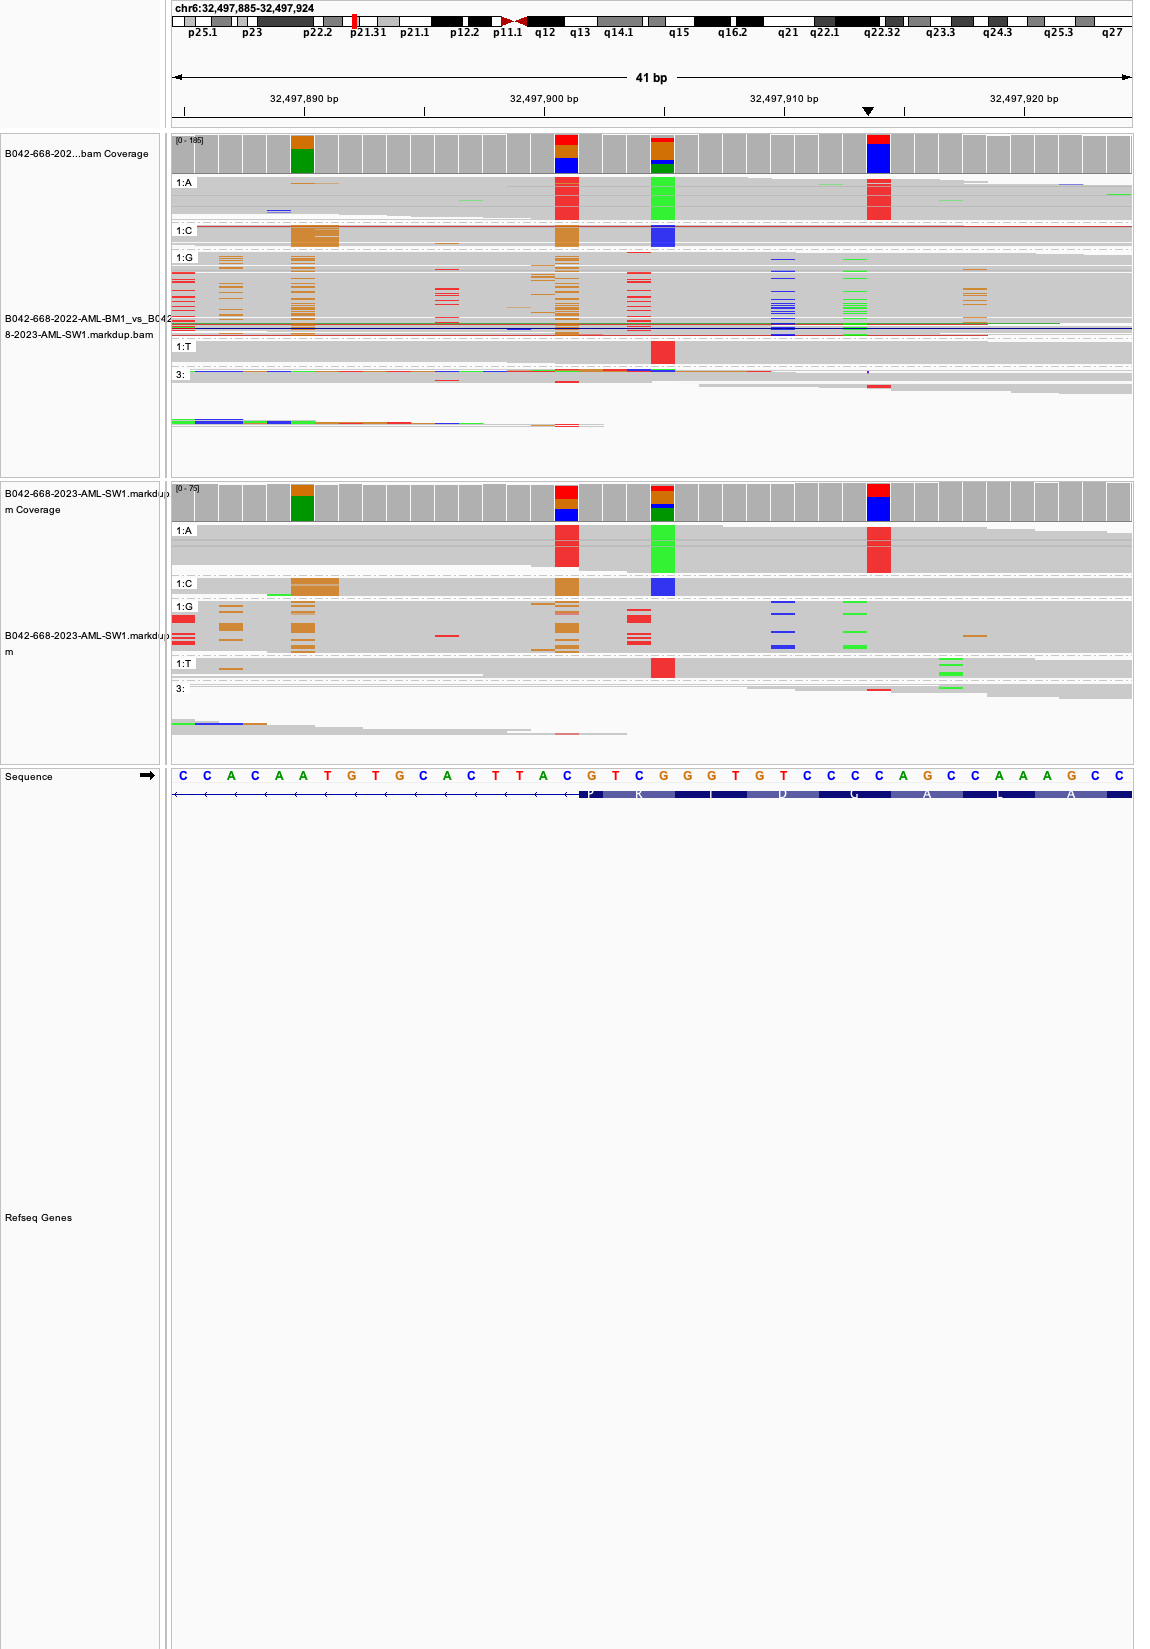 chr6:32,497,885-32,497,924
p25.1 p23 p22.2 p21.31 p21.1 p12.2 p11.1 q12 q13 q14.1 q15 q16.2 q21 q22.1 q22.32 q23.3 q24.3 q25.3 q27
41 bp
32,497,890 bp 32,497,900 bp 32,497,910 bp 32,497,920 bp
B042-668-202...bam Coverage
[0 - 185]
1:A
1:C
1:G
B042-668-2022-AML-BM1_vs_B042
8-2023-AML-SW1.markdup.bam
1:T
3:
B042-668-2023-AML-SW1.markdup
m Coverage
[0 - 75]
1:A
1:C
1:G
B042-668-2023-AML-SW1.markdup
m
1:T
3:
Sequence
C C A C A A T G T G C A C T T A C G T C G G G T G T C C C C A G C C A A A G C C
P R I D G A L A
Refseq Genes